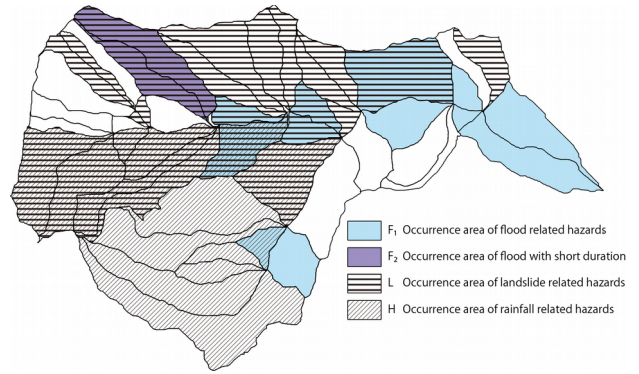 F₁ Occurrence area of flood related hazards
F₂ Occurrence area of flood with short duration
L Occurrence area of landslide related hazards
H Occurrence area of rainfall related hazards